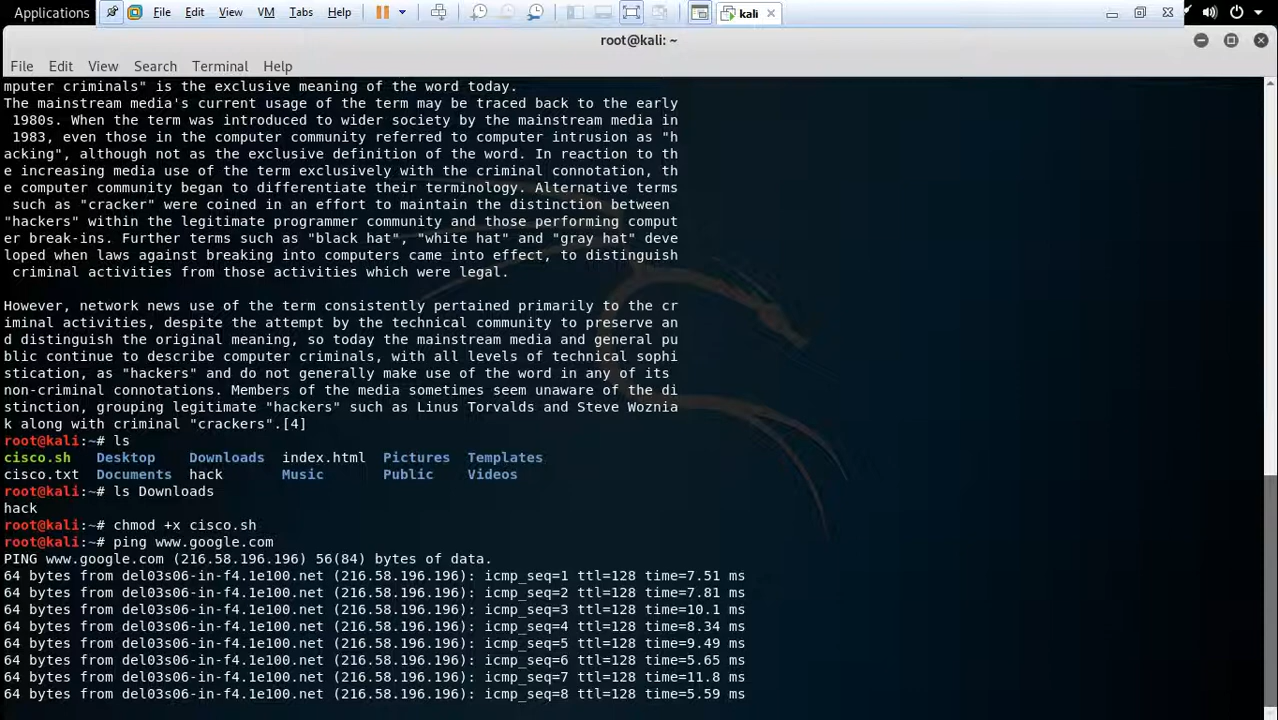 Applications File Edit View VM Tabs Help kali
root@kali: ~
File Edit View Search Terminal Help
mputer criminals" is the exclusive meaning of the word today.
The mainstream media's current usage of the term may be traced back to the early
1980s. When the term was introduced to wider society by the mainstream media in
1983, even those in the computer community referred to computer intrusion as "h
acking", although not as the exclusive definition of the word. In reaction to th
e increasing media use of the term exclusively with the criminal connotation, th
e computer community began to differentiate their terminology. Alternative terms
such as "cracker" were coined in an effort to maintain the distinction between
"hackers" within the legitimate programmer community and those performing comput
er break-ins. Further terms such as "black hat", "white hat" and "gray hat" deve
loped when laws against breaking into computers came into effect, to distinguish
criminal activities from those activities which were legal.
However, network news use of the term consistently pertained primarily to the cr
iminal activities, despite the attempt by the technical community to preserve an
d distinguish the original meaning, so today the mainstream media and general pu
blic continue to describe computer criminals, with all levels of technical sophi
stication, as "hackers" and do not generally make use of the word in any of its
non-criminal connotations. Members of the media sometimes seem unaware of the di
stinction, grouping legitimate "hackers" such as Linus Torvalds and Steve Woznia
k along with criminal "crackers".[4]
root@kali:~# ls
cisco.sh Desktop Downloads index.html Pictures Templates
cisco.txt Documents hack Music Public Videos
root@kali:~# ls Downloads
hack
root@kali:~# chmod +x cisco.sh
root@kali:~# ping www.google.com
PING www.google.com (216.58.196.196) 56(84) bytes of data.
64 bytes from del03s06-in-f4.1e100.net (216.58.196.196): icmp_seq=1 ttl=128 time=7.51 ms
64 bytes from del03s06-in-f4.1e100.net (216.58.196.196): icmp_seq=2 ttl=128 time=7.81 ms
64 bytes from del03s06-in-f4.1e100.net (216.58.196.196): icmp_seq=3 ttl=128 time=10.1 ms
64 bytes from del03s06-in-f4.1e100.net (216.58.196.196): icmp_seq=4 ttl=128 time=8.34 ms
64 bytes from del03s06-in-f4.1e100.net (216.58.196.196): icmp_seq=5 ttl=128 time=9.49 ms
64 bytes from del03s06-in-f4.1e100.net (216.58.196.196): icmp_seq=6 ttl=128 time=5.65 ms
64 bytes from del03s06-in-f4.1e100.net (216.58.196.196): icmp_seq=7 ttl=128 time=11.8 ms
64 bytes from del03s06-in-f4.1e100.net (216.58.196.196): icmp_seq=8 ttl=128 time=5.59 ms